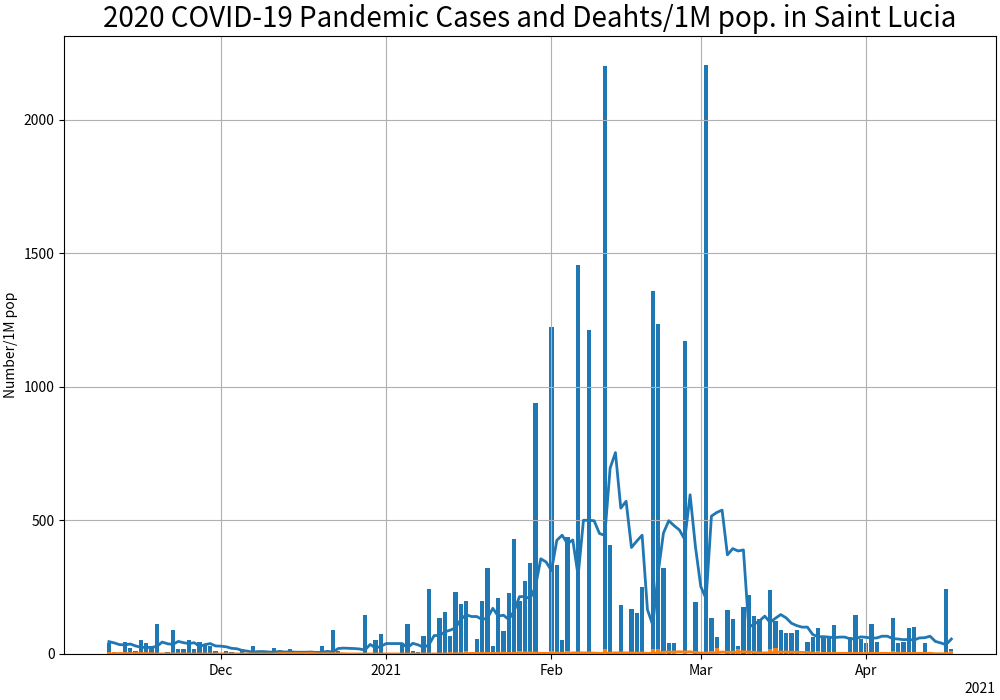 2020 COVID-19 Pandemic Cases and Deahts/1M pop. in Saint Lucia
Number/1M pop
2000
1500
1000
500
0
Dec
2021
Feb
Mar
Apr
2021